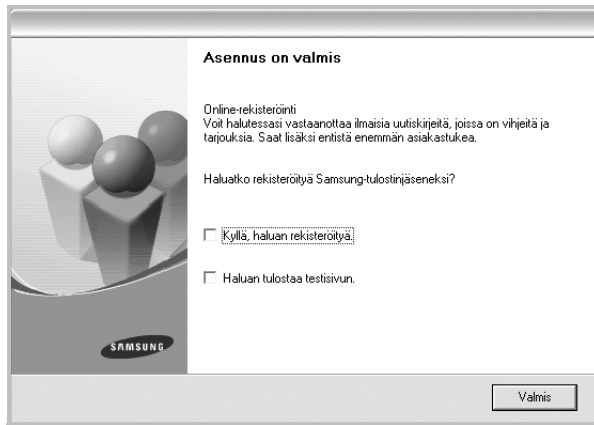 Asennus on valmis
Online-rekisteröinti
Voit halutessasi vastaanottaa ilmaisia uutiskirjeitä, joissa on vihjeitä ja
tarjouksia. Saat lisäksi entistä enemmän asiakastukea.
Haluatko rekisteröityä Samsung-tulostinjäseneksi?
Kyllä, haluan rekisteröityä.
Haluan tulostaa testisivun.
SAMSUNG
Valmis